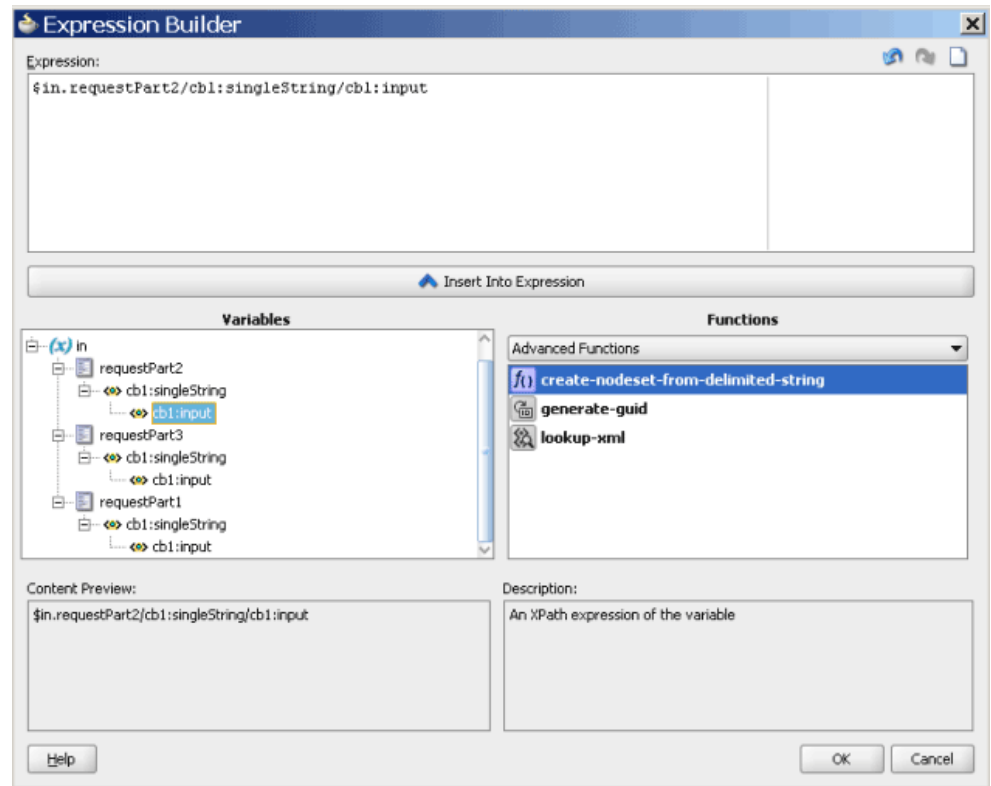 Expression Builder
Expression:
$in.requestPart2/cb1:singleString/cb1:input
Insert Into Expression
Variables
(x) in
requestPart2
cb1:singleString
cb1:input
requestPart3
cb1:singleString
cb1:input
requestPart1
cb1:singleString
cb1:input
Functions
Advanced Functions
f() create-nodeset-from-delimited-string
generate-guid
lookup-xml
Content Preview:
$in.requestPart2/cb1:singleString/cb1:input
Description:
An XPath expression of the variable
Help
OK
Cancel